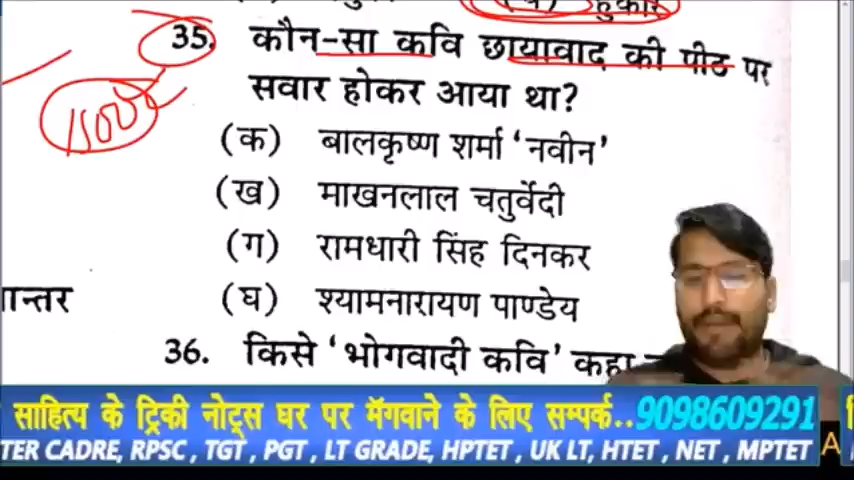 (घ) हुंकार
35. कौन-सा कवि छायावाद की पीठ पर
सवार होकर आया था?
(क) बालकृष्ण शर्मा 'नवीन'
(ख) माखनलाल चतुर्वेदी
(ग) रामधारी सिंह दिनकर
(घ) श्यामनारायण पाण्डेय
ान्तर
36. किसे 'भोगवादी कवि' कहा
साहित्य के ट्रिकी नोट्स घर पर मॅगवाने के लिए सम्पर्क..9098609291
TER CADRE, RPSC , TGT , PGT , LT GRADE, HPTET , UK LT, HTET , NET , MPTET A